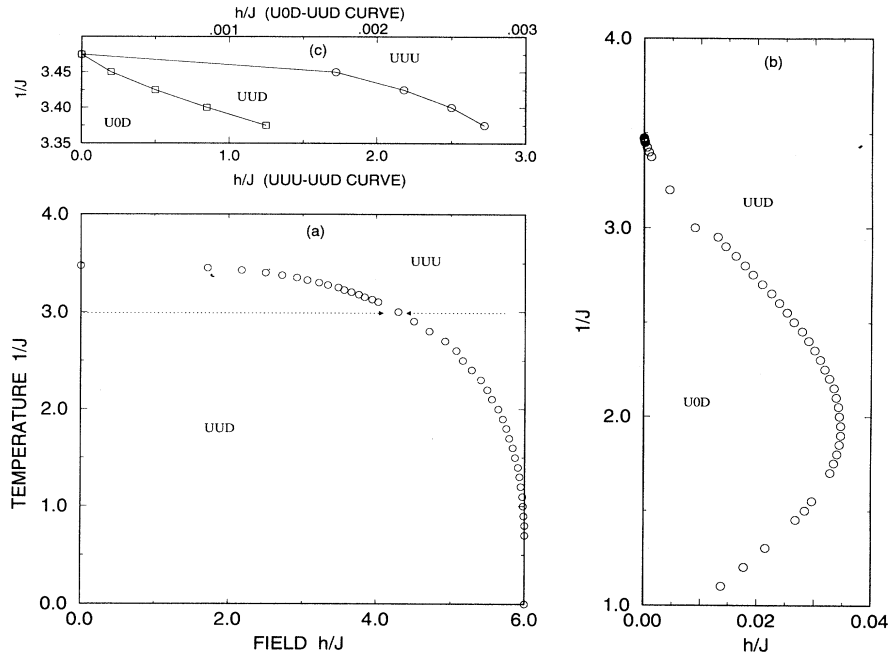 h/J (U0D-UUD CURVE)
.001 .002 0.003
(c)
UUU
UUD
U0D
1/J
3.45
3.40
3.35
0.0 1.0 2.0 3.0
h/J (UUU-UUD CURVE)
(a)
UUU
UUD
TEMPERATURE 1/J
4.0
3.0
2.0
1.0
0.0
0.0 2.0 4.0 6.0
FIELD h/J
(b)
UUD
U0D
1/J
4.0
3.0
2.0
1.0
0.00 0.02 0.04
h/J